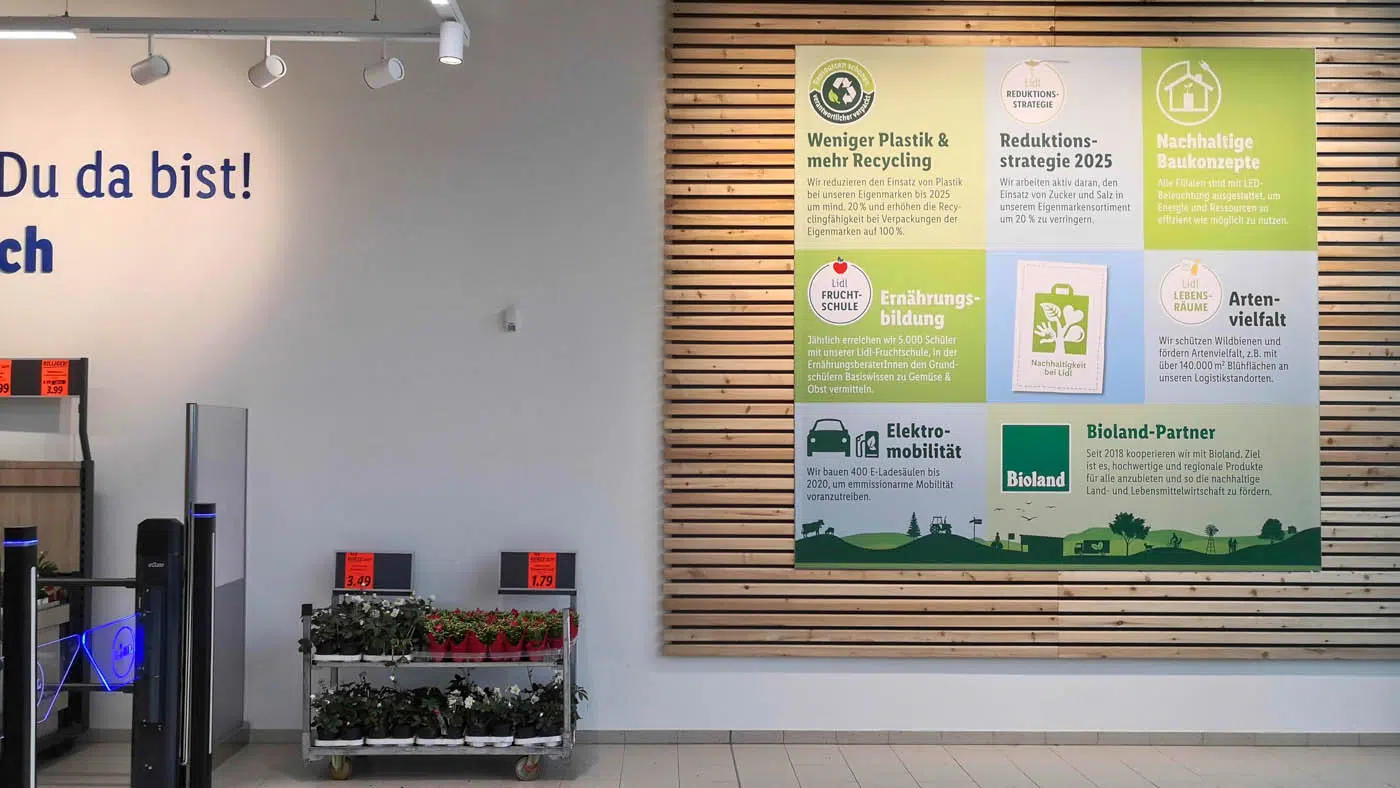 Du da bist!
ch
BILLIGER!
3.99
99
3.49
1.79
verantwortlicher verpackt
Weniger Plastik &
mehr Recycling
Wir reduzieren den Einsatz von Plastik
bei unseren Eigenmarken bis 2025
um mind. 20 % und erhöhen die Recy-
clingfähigkeit bei Verpackungen der
Eigenmarken auf 100 %.
Lidl
REDUKTIONS-
STRATEGIE
Reduktions-
strategie 2025
Wir arbeiten aktiv daran, den
Einsatz von Zucker und Salz in
unserem Eigenmarkensortiment
um 20 % zu verringern.
Nachhaltige
Baukonzepte
Alle Filialen sind mit LED-
Beleuchtung ausgestattet, um
Energie und Ressourcen so
effizient wie möglich zu nutzen.
Lidl
FRUCHT-
SCHULE
Ernährungs-
bildung
Jährlich erreichen wir 5.000 Schüler
mit unserer Lidl-Fruchtschule, in der
ErnährungsberaterInnen den Grund-
schülern Basiswissen zu Gemüse &
Obst vermitteln.
Nachhaltigkeit
bei Lidl
Lidl
LEBENS-
RÄUME
Arten-
vielfalt
Wir schützen Wildbienen und
fördern Artenvielfalt, z.B. mit
über 140.000 m² Blühflächen an
unseren Logistikstandorten.
Elektro-
mobilität
Wir bauen 400 E-Ladesäulen bis
2020, um emmissionarme Mobilität
voranzutreiben.
Bioland
Bioland-Partner
Seit 2018 kooperieren wir mit Bioland. Ziel
ist es, hochwertige und regionale Produkte
für alle anzubieten und so die nachhaltige
Land- und Lebensmittelwirtschaft zu fördern.